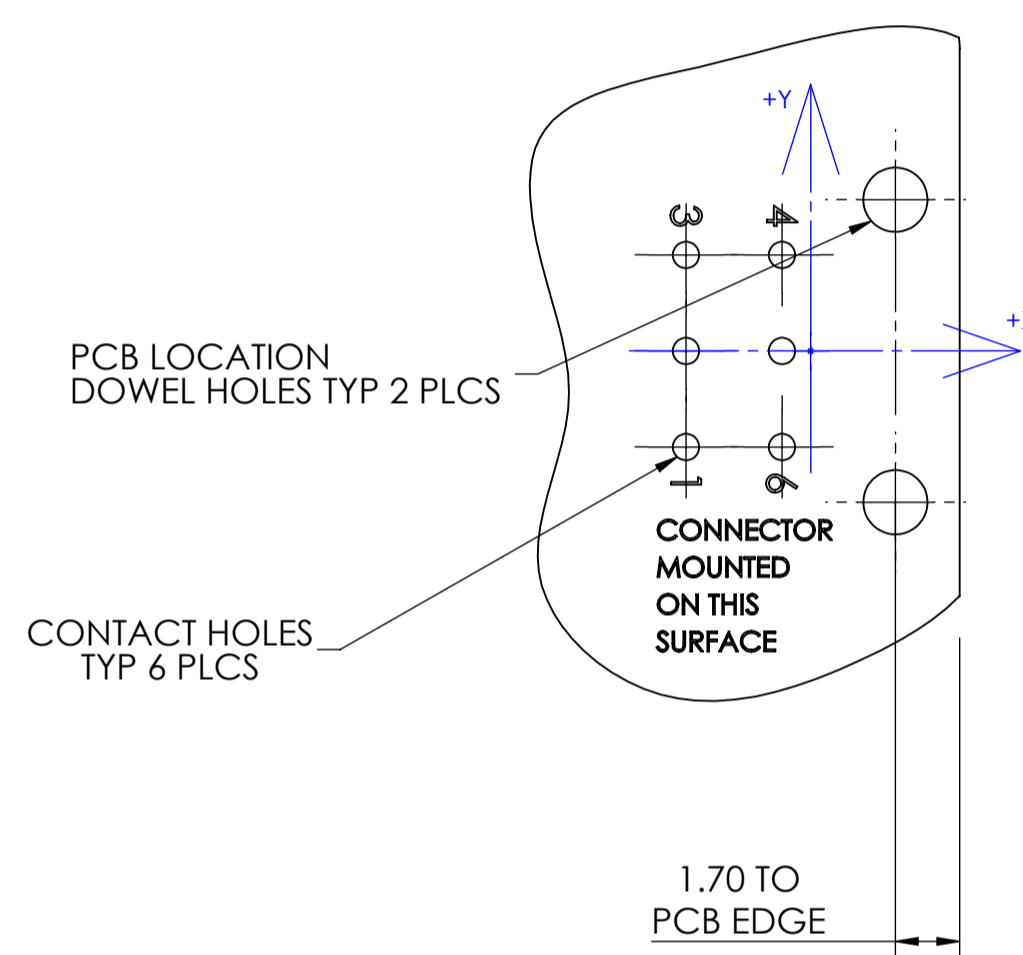 +Y
3
4
+X
PCB LOCATION
DOWEL HOLES TYP 2 PLCS
1
6
CONNECTOR
MOUNTED
ON THIS
SURFACE
CONTACT HOLES
TYP 6 PLCS
1.70 TO
PCB EDGE